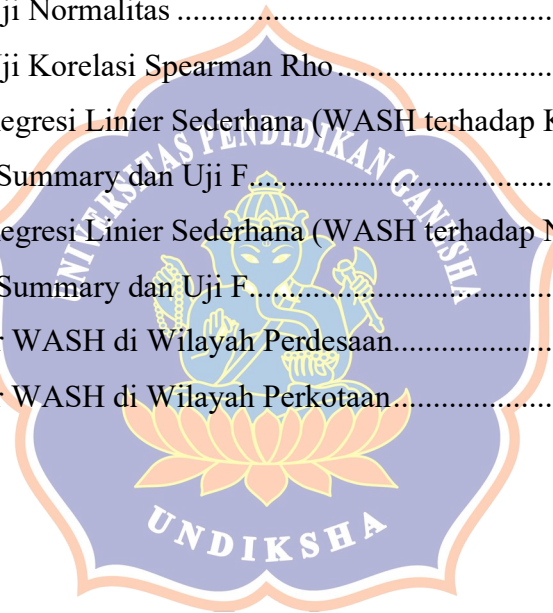 ji Normalitas ..........................................
ji Korelasi Spearman Rho..........................
egresi Linier Sederhana (WASH terhadap K
Summary dan Uji F....................................
egresi Linier Sederhana (WASH terhadap N
Summary dan Uji F....................................
r WASH di Wilayah Perdesaan...................
r WASH di Wilayah Perkotaan...................
UNIVERSITAS PENDIDIKAN GANESHA
UNDIKSHA